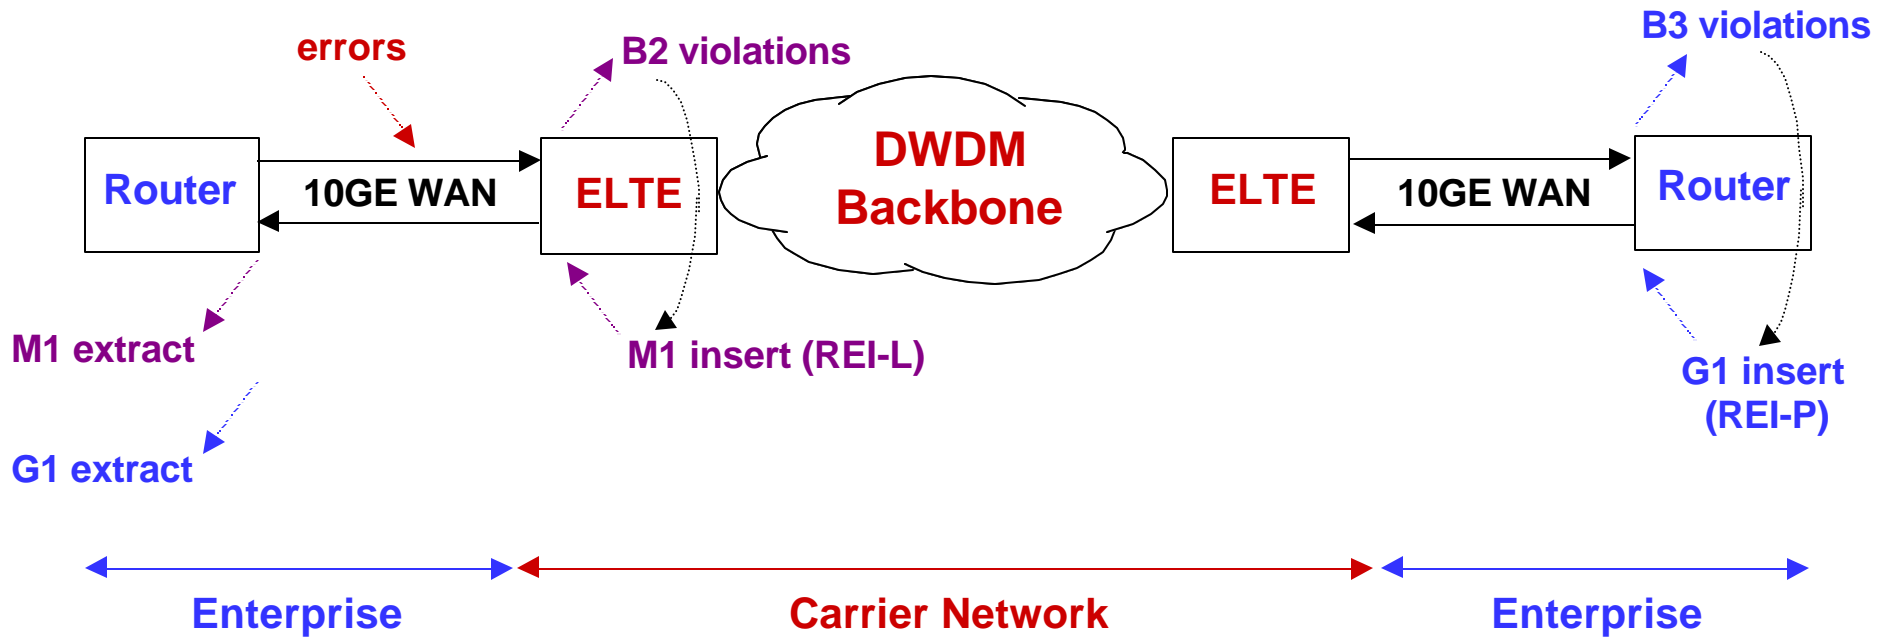 errors
B2 violations
B3 violations
Router
10GE WAN
ELTE
DWDM
Backbone
ELTE
10GE WAN
Router
M1 extract
M1 insert (REI-L)
G1 insert
(REI-P)
G1 extract
Enterprise
Carrier Network
Enterprise